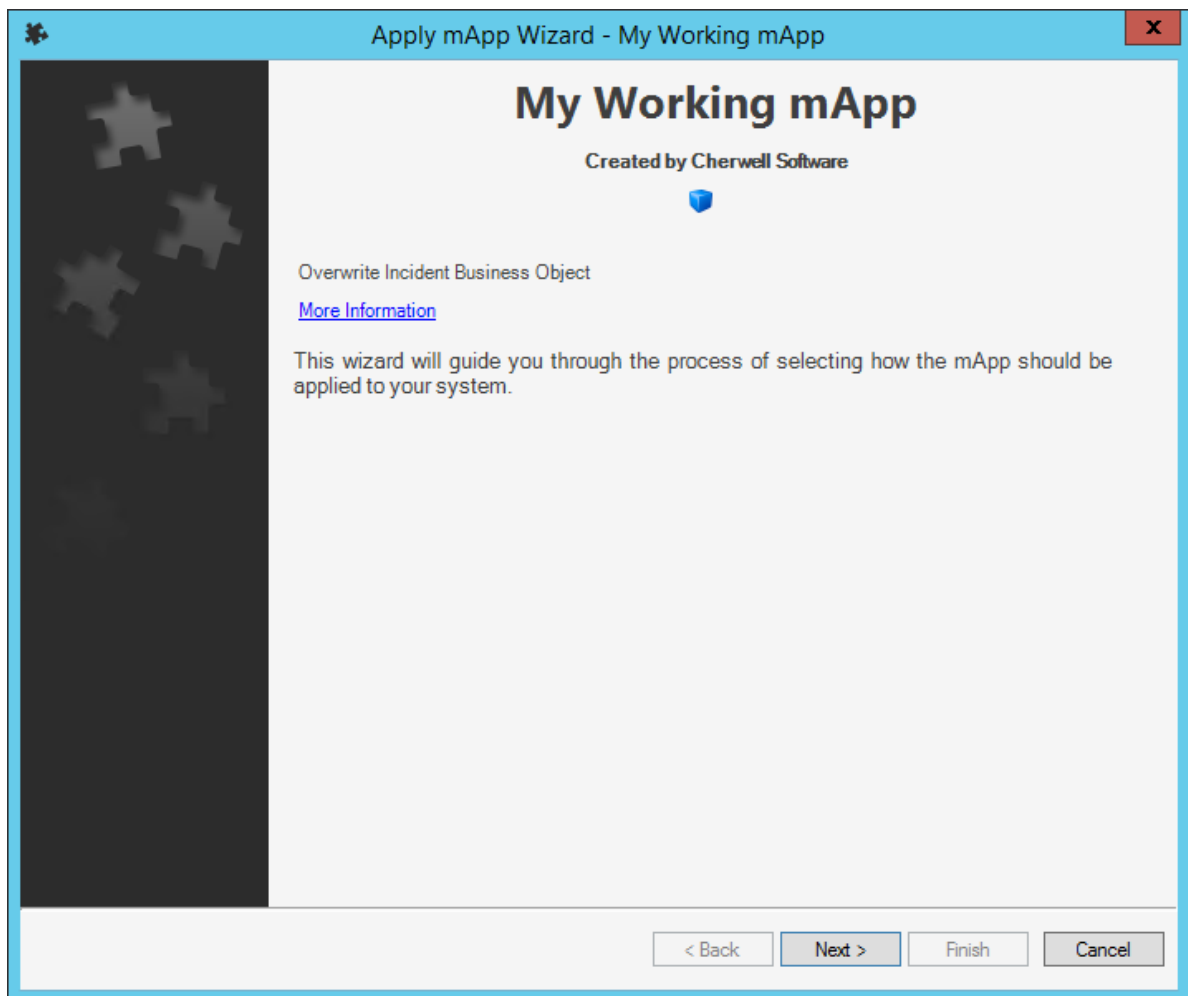 Apply mApp Wizard - My Working mApp
x
My Working mApp
Created by Cherwell Software
Overwrite Incident Business Object
More Information
This wizard will guide you through the process of selecting how the mApp should be
applied to your system.
< Back Next > Finish Cancel